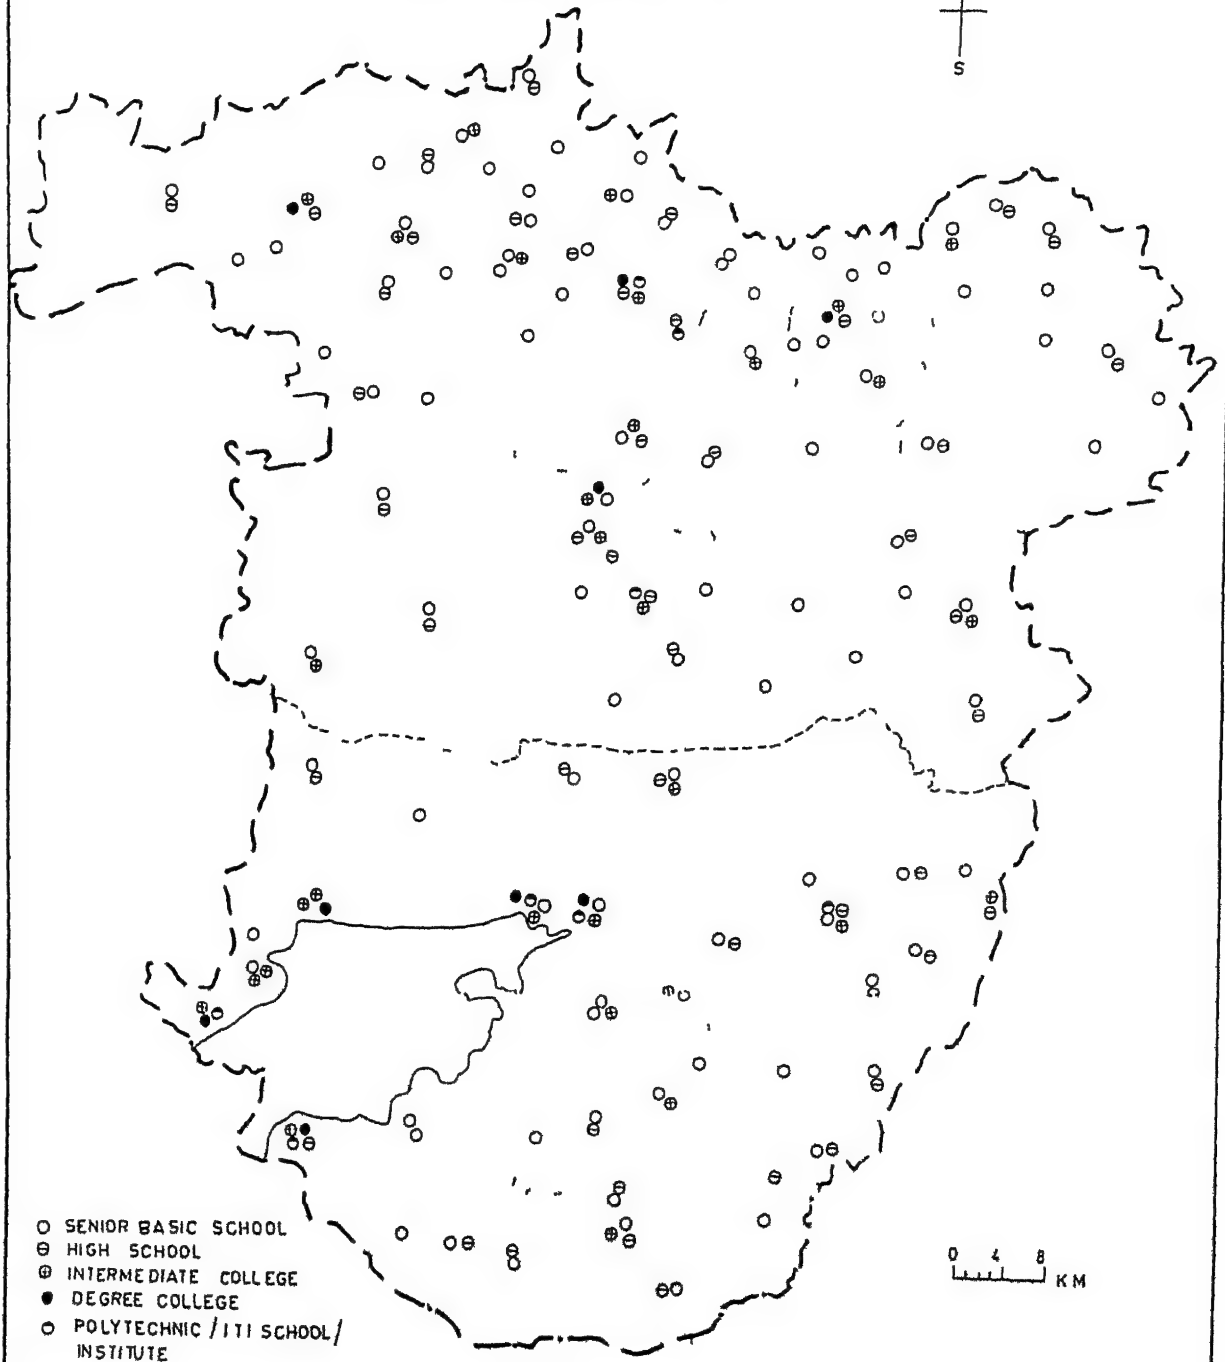 S
SENIOR BASIC SCHOOL
HIGH SCHOOL
INTERMEDIATE COLLEGE
DEGREE COLLEGE
POLYTECHNIC / ITI SCHOOL /
INSTITUTE
0 4 8
KM